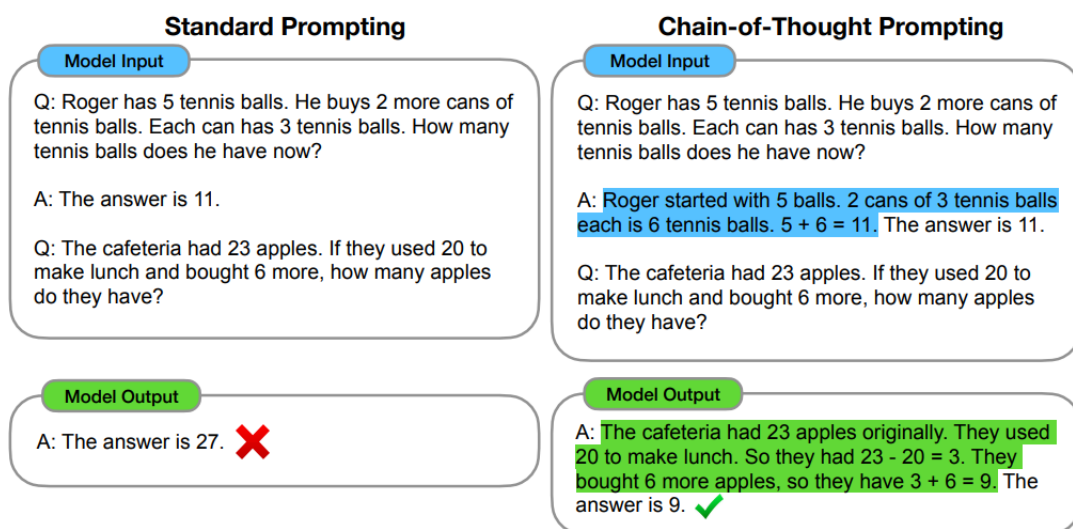 Standard Prompting
Model Input
Q: Roger has 5 tennis balls. He buys 2 more cans of
tennis balls. Each can has 3 tennis balls. How many
tennis balls does he have now?
A: The answer is 11.
Q: The cafeteria had 23 apples. If they used 20 to
make lunch and bought 6 more, how many apples
do they have?
Model Output
A: The answer is 27.
Chain-of-Thought Prompting
Model Input
Q: Roger has 5 tennis balls. He buys 2 more cans of
tennis balls. Each can has 3 tennis balls. How many
tennis balls does he have now?
A: Roger started with 5 balls. 2 cans of 3 tennis balls
each is 6 tennis balls. 5 + 6 = 11. The answer is 11.
Q: The cafeteria had 23 apples. If they used 20 to
make lunch and bought 6 more, how many apples
do they have?
Model Output
A: The cafeteria had 23 apples originally. They used
20 to make lunch. So they had 23 - 20 = 3. They
bought 6 more apples, so they have 3 + 6 = 9. The
answer is 9.